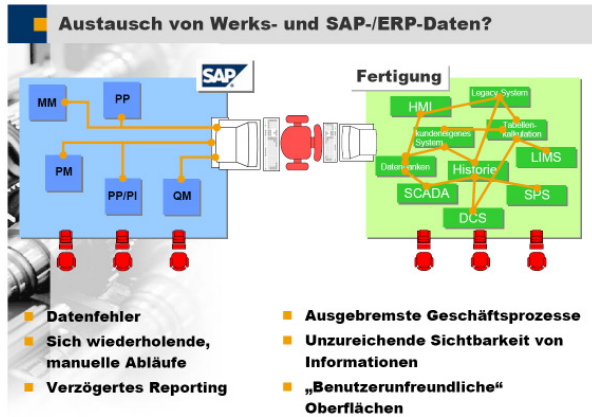 Austausch von Werks- und SAP-/ERP-Daten?
SAP
MM
PP
PM
PP/PI
QM
Fertigung
Legacy System
HMI
Tabellen-
kalkulation
kundeneigenes
System
LIMS
Datenbanken
Historie
SCADA
SPS
DCS
Datenfehler
Sich wiederholende,
manuelle Abläufe
Verzögertes Reporting
Ausgebremste Geschäftsprozesse
Unzureichende Sichtbarkeit von
Informationen
„Benutzerunfreundliche“
Oberflächen